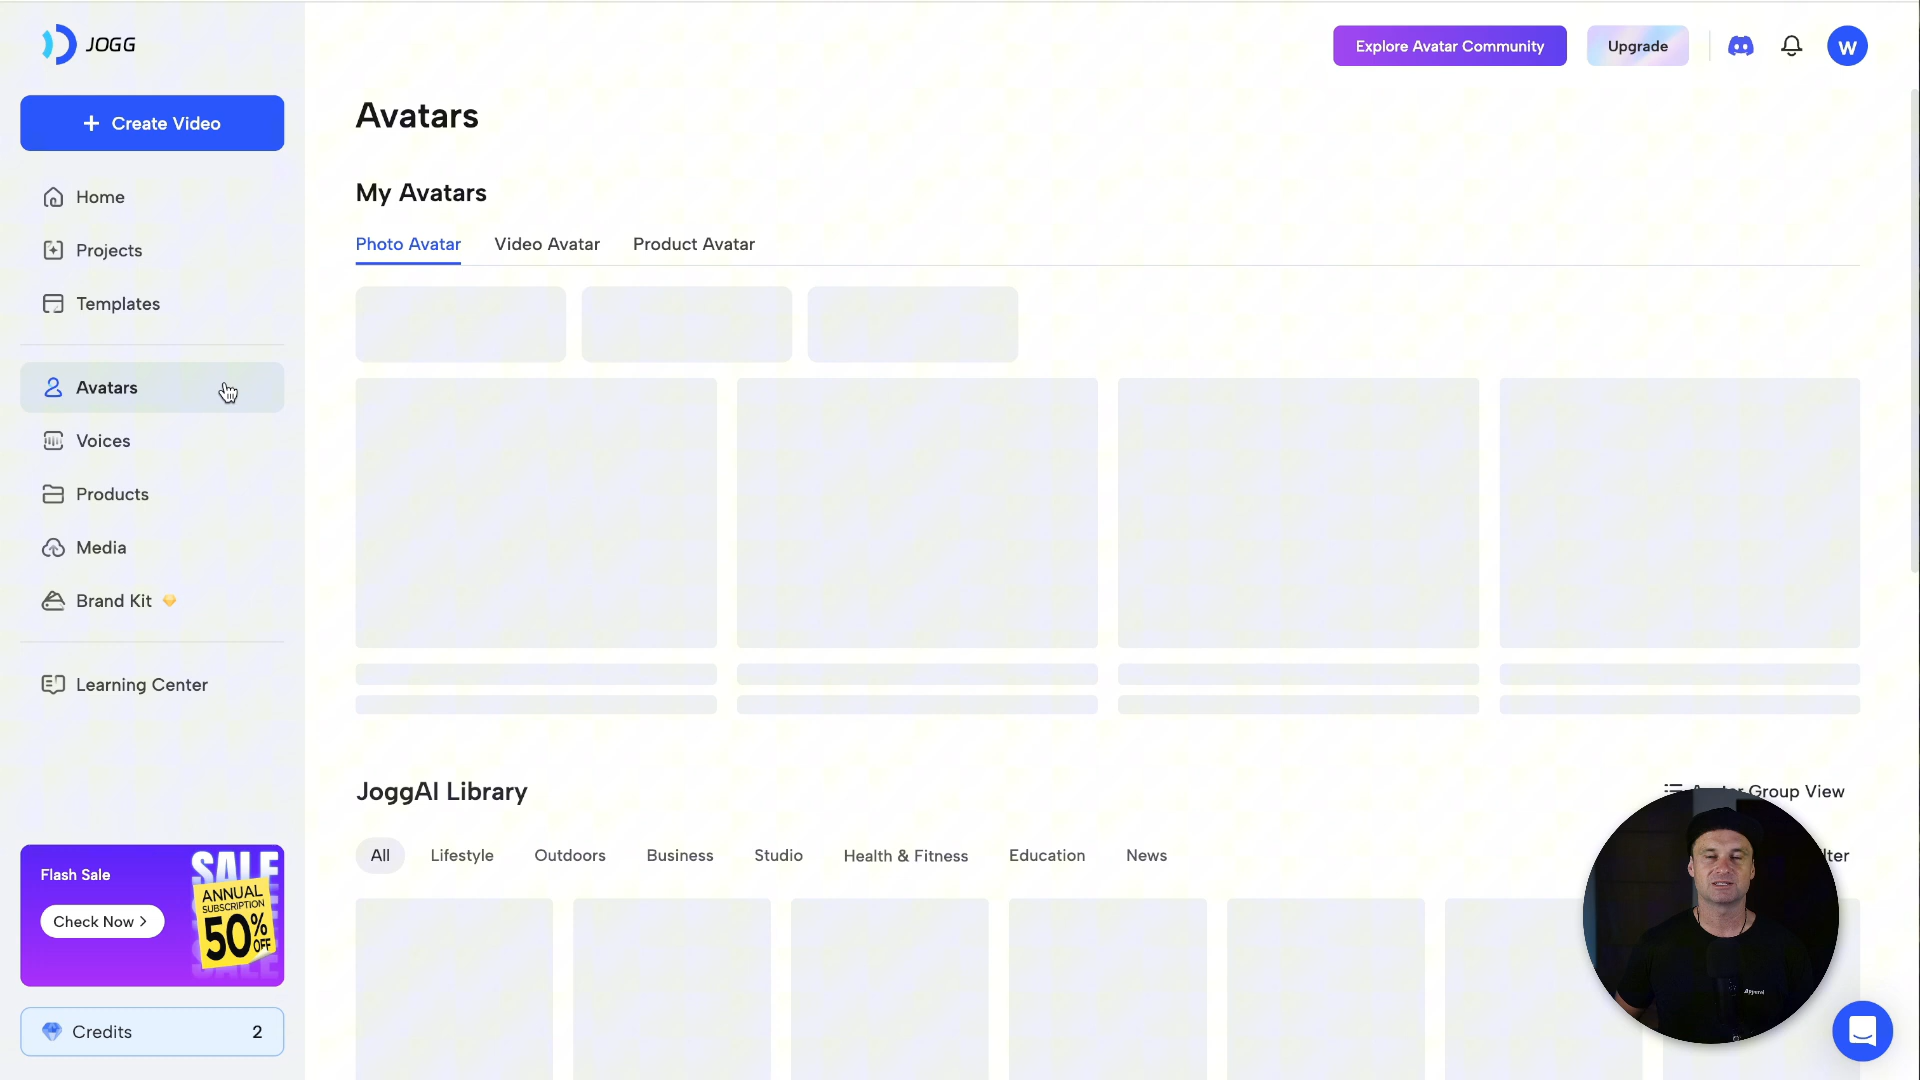 JOGG
Explore Avatar Community
Upgrade
W
Create Video
Home
Projects
Templates
Avatars
Voices
Products
Media
Brand Kit
Learning Center
Flash Sale
Check Now >
SALE
ANNUAL
SUBSCRIPTION
50% OFF
SALE
Credits 2
Avatars
My Avatars
Photo Avatar Video Avatar Product Avatar
JoggAI Library
Group View
All Lifestyle Outdoors Business Studio Health & Fitness Education News